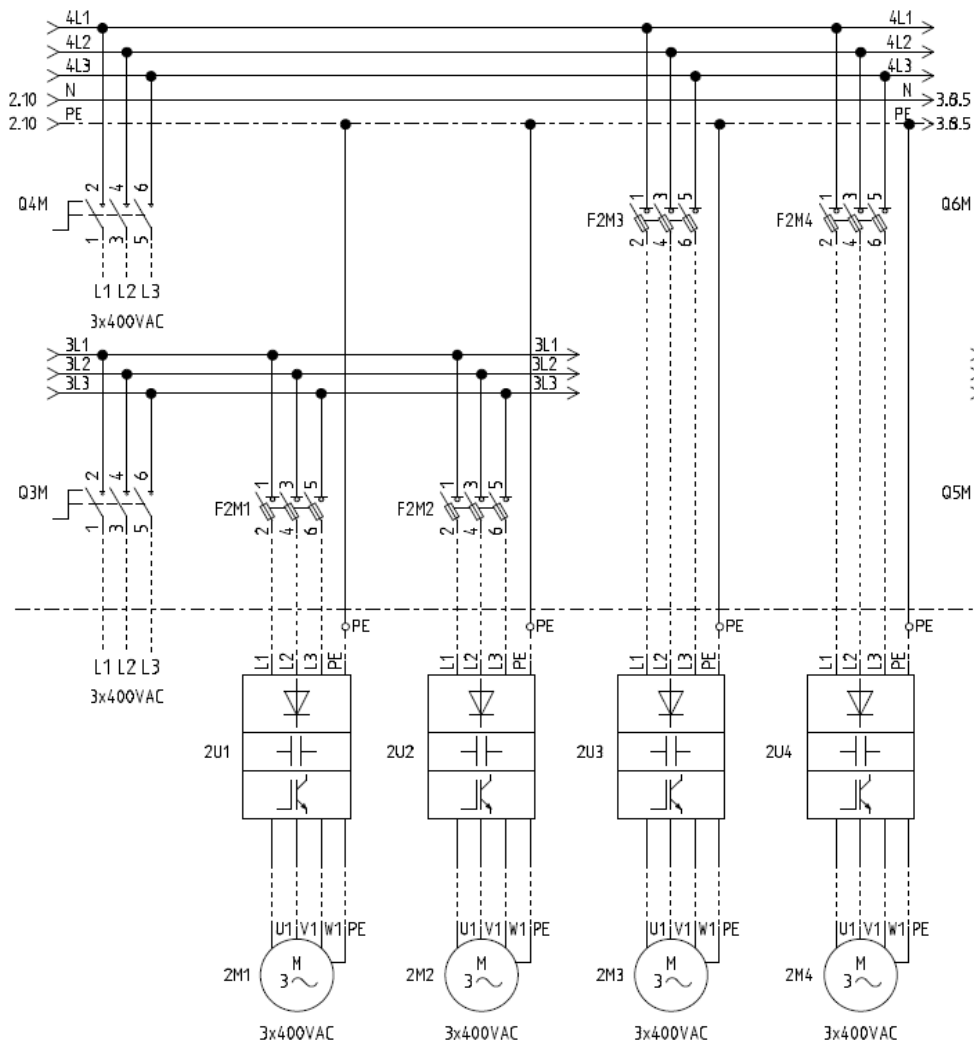 4L1 4L1
4L2 4L2
4L3 4L3
2.10 N N
2.10 PE PE
Q4M 2 4 6 F2M3 1 3 5 F2M4 1 3 5 Q6M
1 3 5 2 4 6 2 4 6
L1 L2 L3
3x400VAC
3L1 3L1
3L2 3L2
3L3 3L3
Q3M 2 4 6 F2M1 1 3 5 F2M2 1 3 5 Q5M
1 3 5 2 4 6 2 4 6
PE PE PE PE
L1 L2 L3 L1 L2 L3 PE L1 L2 L3 PE L1 L2 L3 PE L1 L2 L3 PE
3x400VAC
2U1 2U2 2U3 2U4
U1 V1 W1 PE U1 V1 W1 PE U1 V1 W1 PE U1 V1 W1 PE
2M1 M 2M2 M 2M3 M 2M4 M
3 3 3 3
3x400VAC 3x400VAC 3x400VAC 3x400VAC